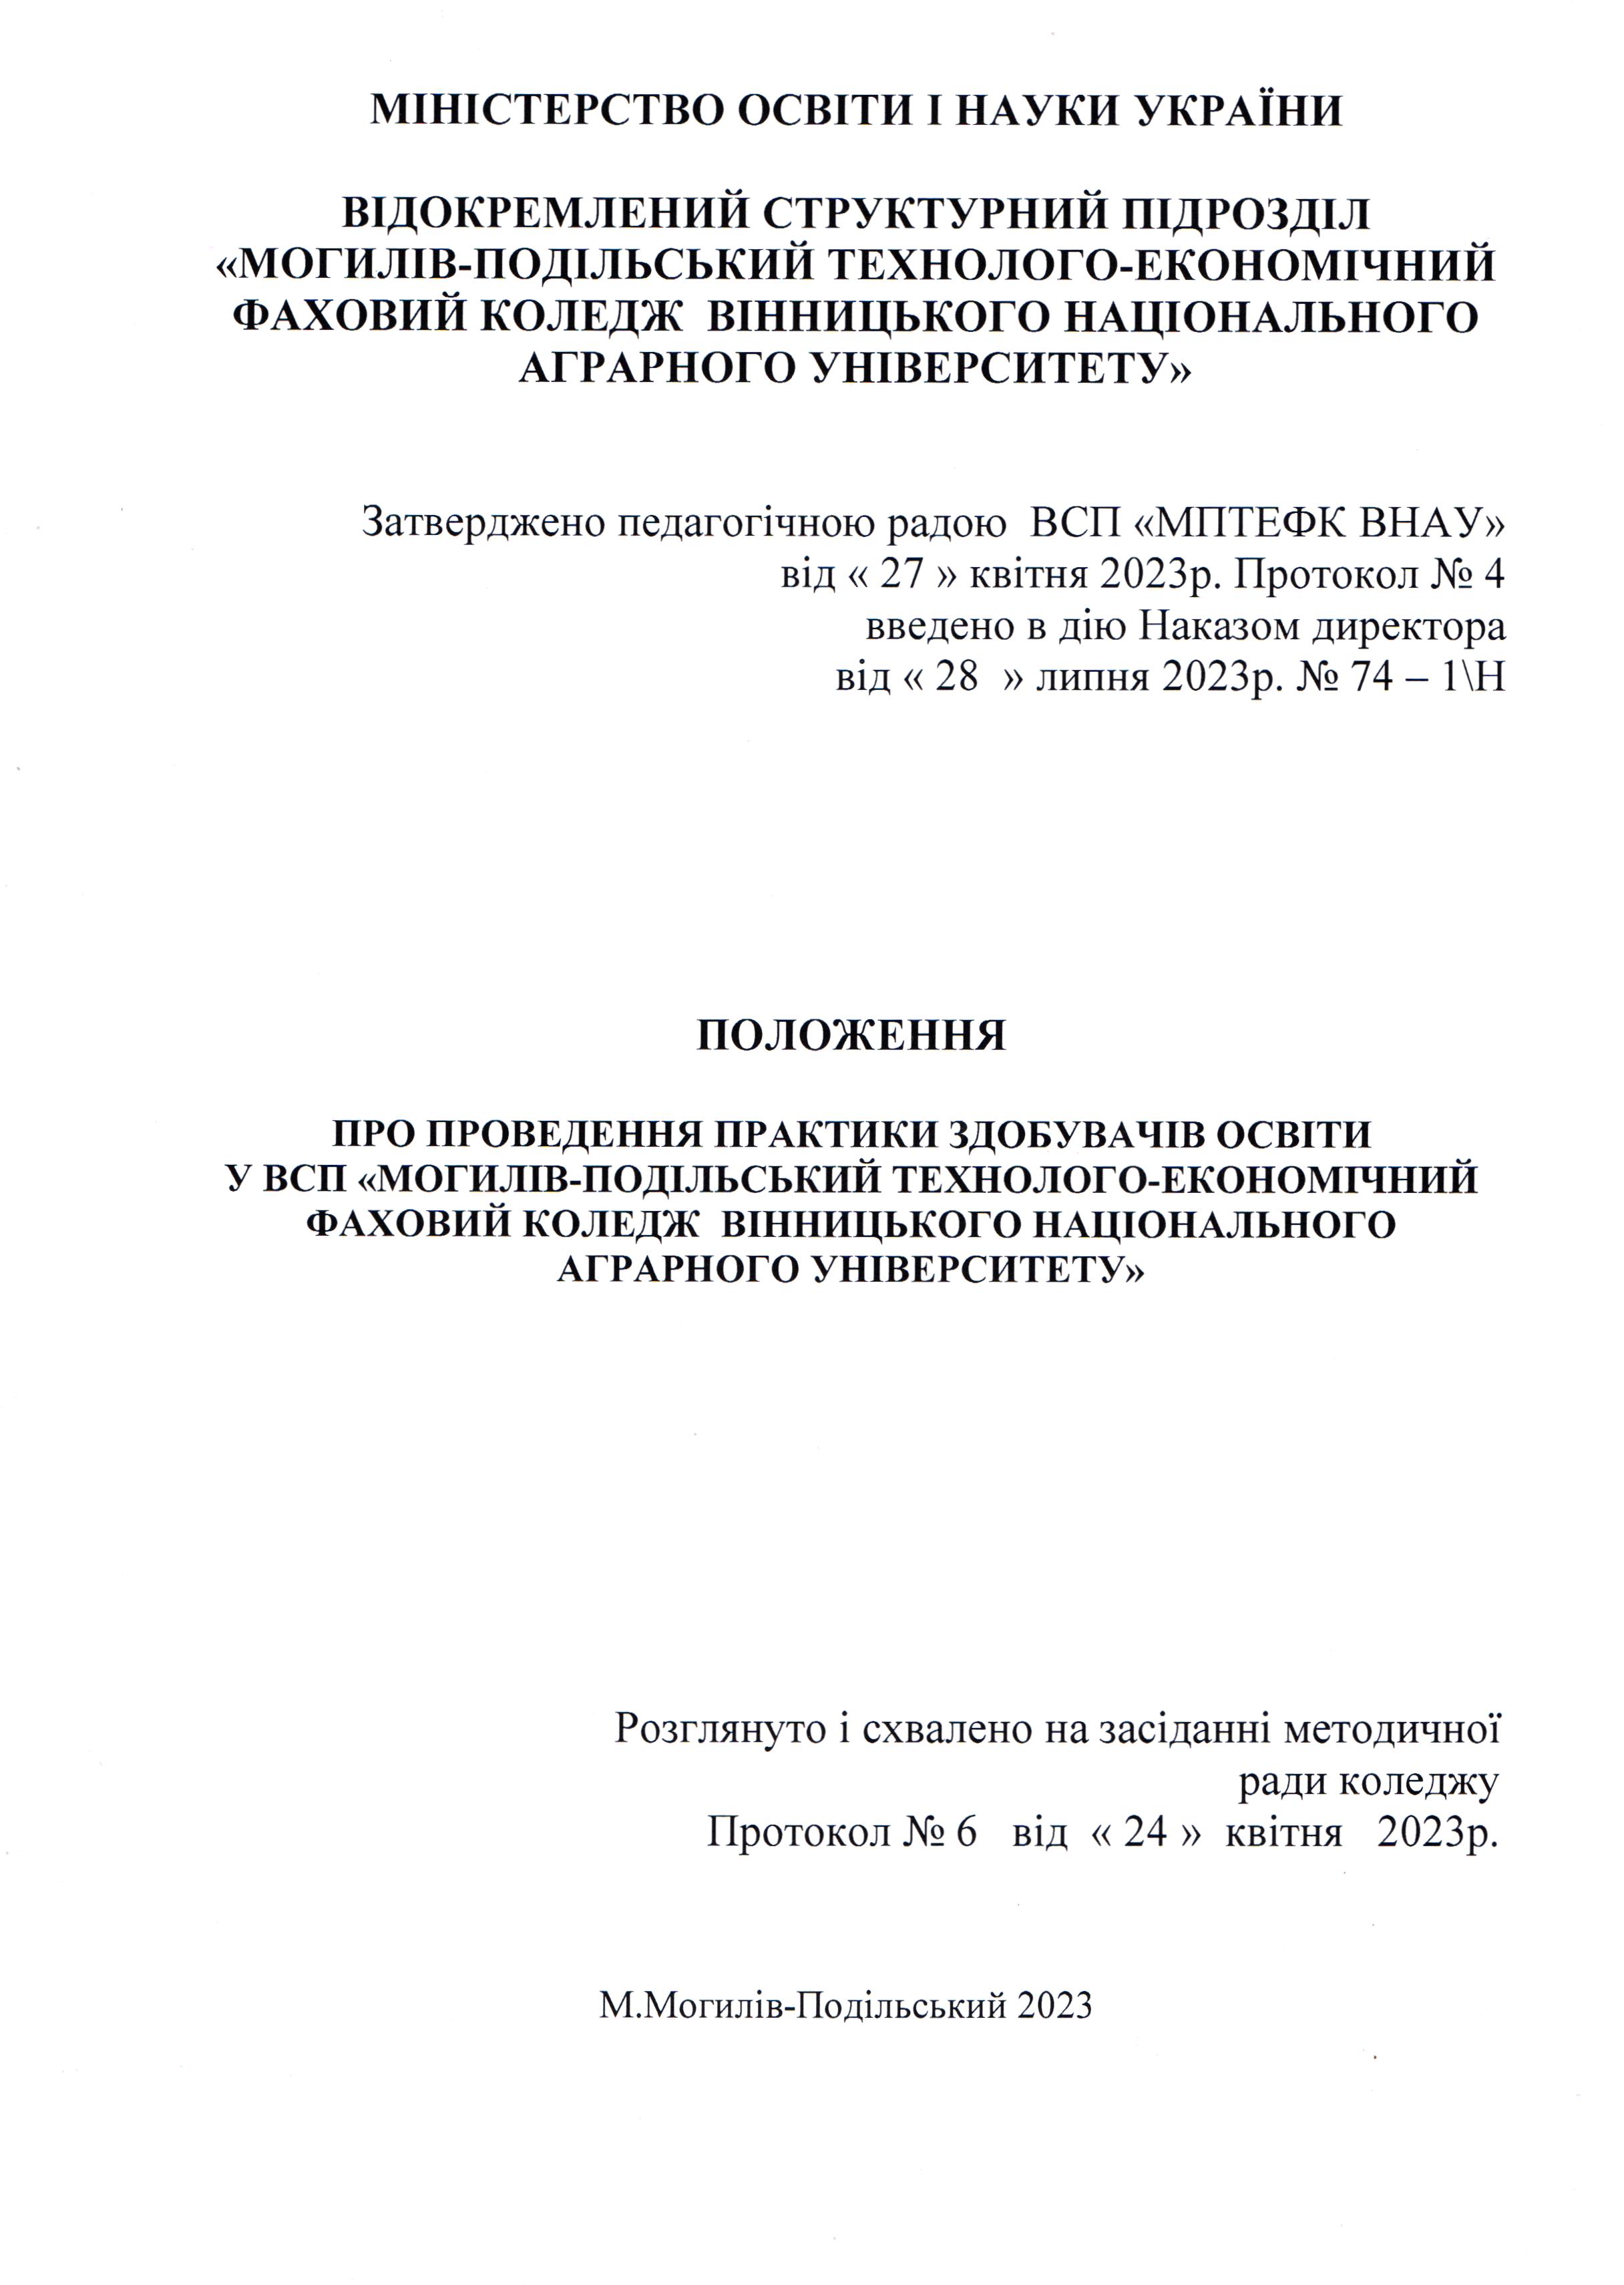 МІНІСТЕРСТВО ОСВІТИ І НАУКИ УКРАЇНИ
ВІДОКРЕМЛЕНИЙ СТРУКТУРНИЙ ПІДРОЗДІЛ
«МОГИЛІВ-ПОДІЛЬСЬКИЙ ТЕХНОЛОГО-ЕКОНОМІЧНИЙ
ФАХОВИЙ КОЛЕДЖ ВІННИЦЬКОГО НАЦІОНАЛЬНОГО
АГРАРНОГО УНІВЕРСИТЕТУ»
Затверджено педагогічною радою ВСП «МПТЕФК ВНАУ»
від « 27 » квітня 2023р. Протокол № 4
введено в дію Наказом директора
від « 28 » липня 2023р. № 74 – 1\Н
ПОЛОЖЕННЯ
ПРО ПРОВЕДЕННЯ ПРАКТИКИ ЗДОБУВАЧІВ ОСВІТИ
У ВСП «МОГИЛІВ-ПОДІЛЬСЬКИЙ ТЕХНОЛОГО-ЕКОНОМІЧНИЙ
ФАХОВИЙ КОЛЕДЖ ВІННИЦЬКОГО НАЦІОНАЛЬНОГО
АГРАРНОГО УНІВЕРСИТЕТУ»
Розглянуто і схвалено на засіданні методичної
ради коледжу
Протокол № 6 від « 24 » квітня 2023р.
М.Могилів-Подільський 2023